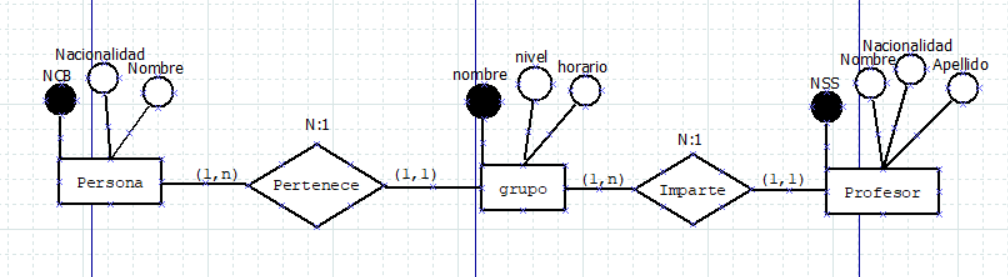 Nacionalidad
NCB
Nombre
N:1
Persona
(1,n)
Pertenece
(1,1)
nombre
nivel
horario
grupo
(1,n)
N:1
Imparte
(1,1)
NSS
Nombre
Nacionalidad
Apellido
Profesor